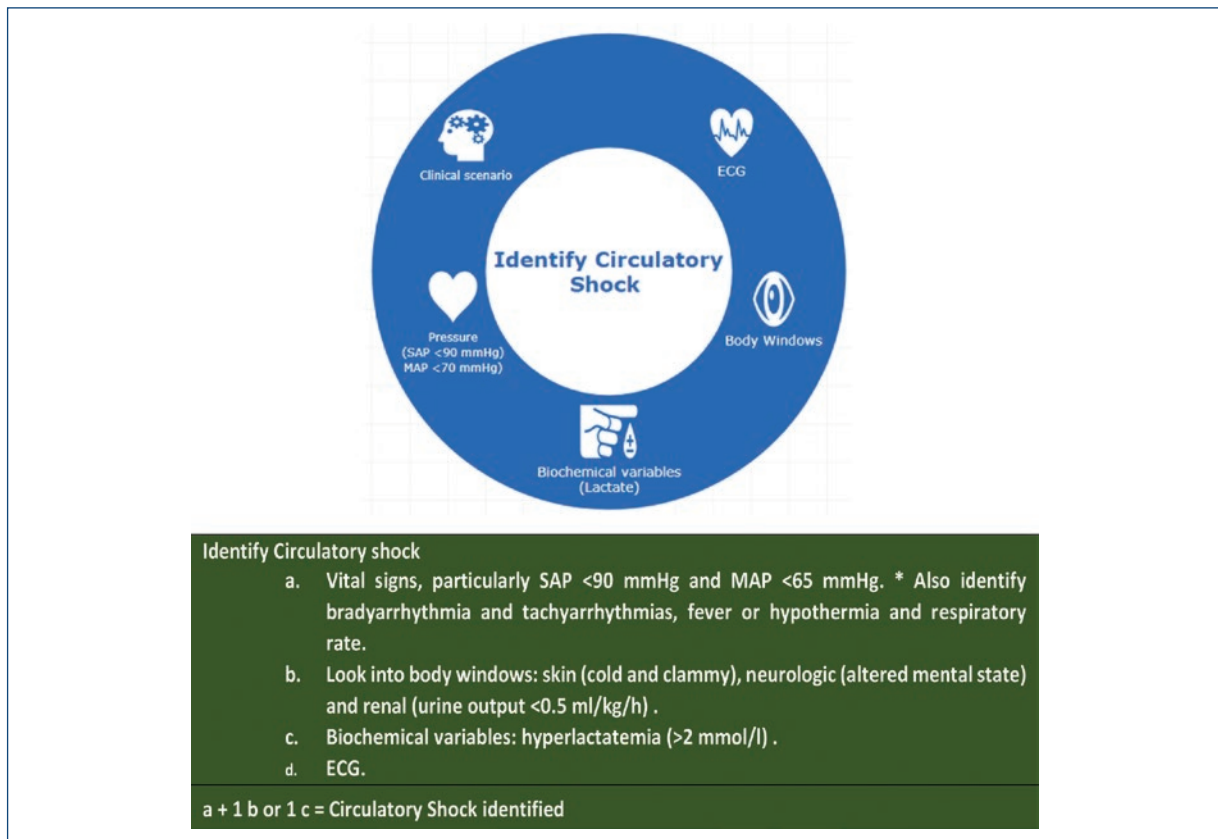 Clinical scenario
ECG
Identify Circulatory
Shock
Pressure
(SAP <90 mmHg)
MAP <70 mmHg)
Body Windows
Biochemical variables
(Lactate)
Identify Circulatory shock
a. Vital signs, particularly SAP <90 mmHg and MAP <65 mmHg. * Also identify
bradyarrhythmia and tachyarrhythmias, fever or hypothermia and respiratory
rate.
b. Look into body windows: skin (cold and clammy), neurologic (altered mental state)
and renal (urine output <0.5 ml/kg/h) .
c. Biochemical variables: hyperlactatemia (>2 mmol/l) .
d. ECG.
a + 1 b or 1 c = Circulatory Shock identified